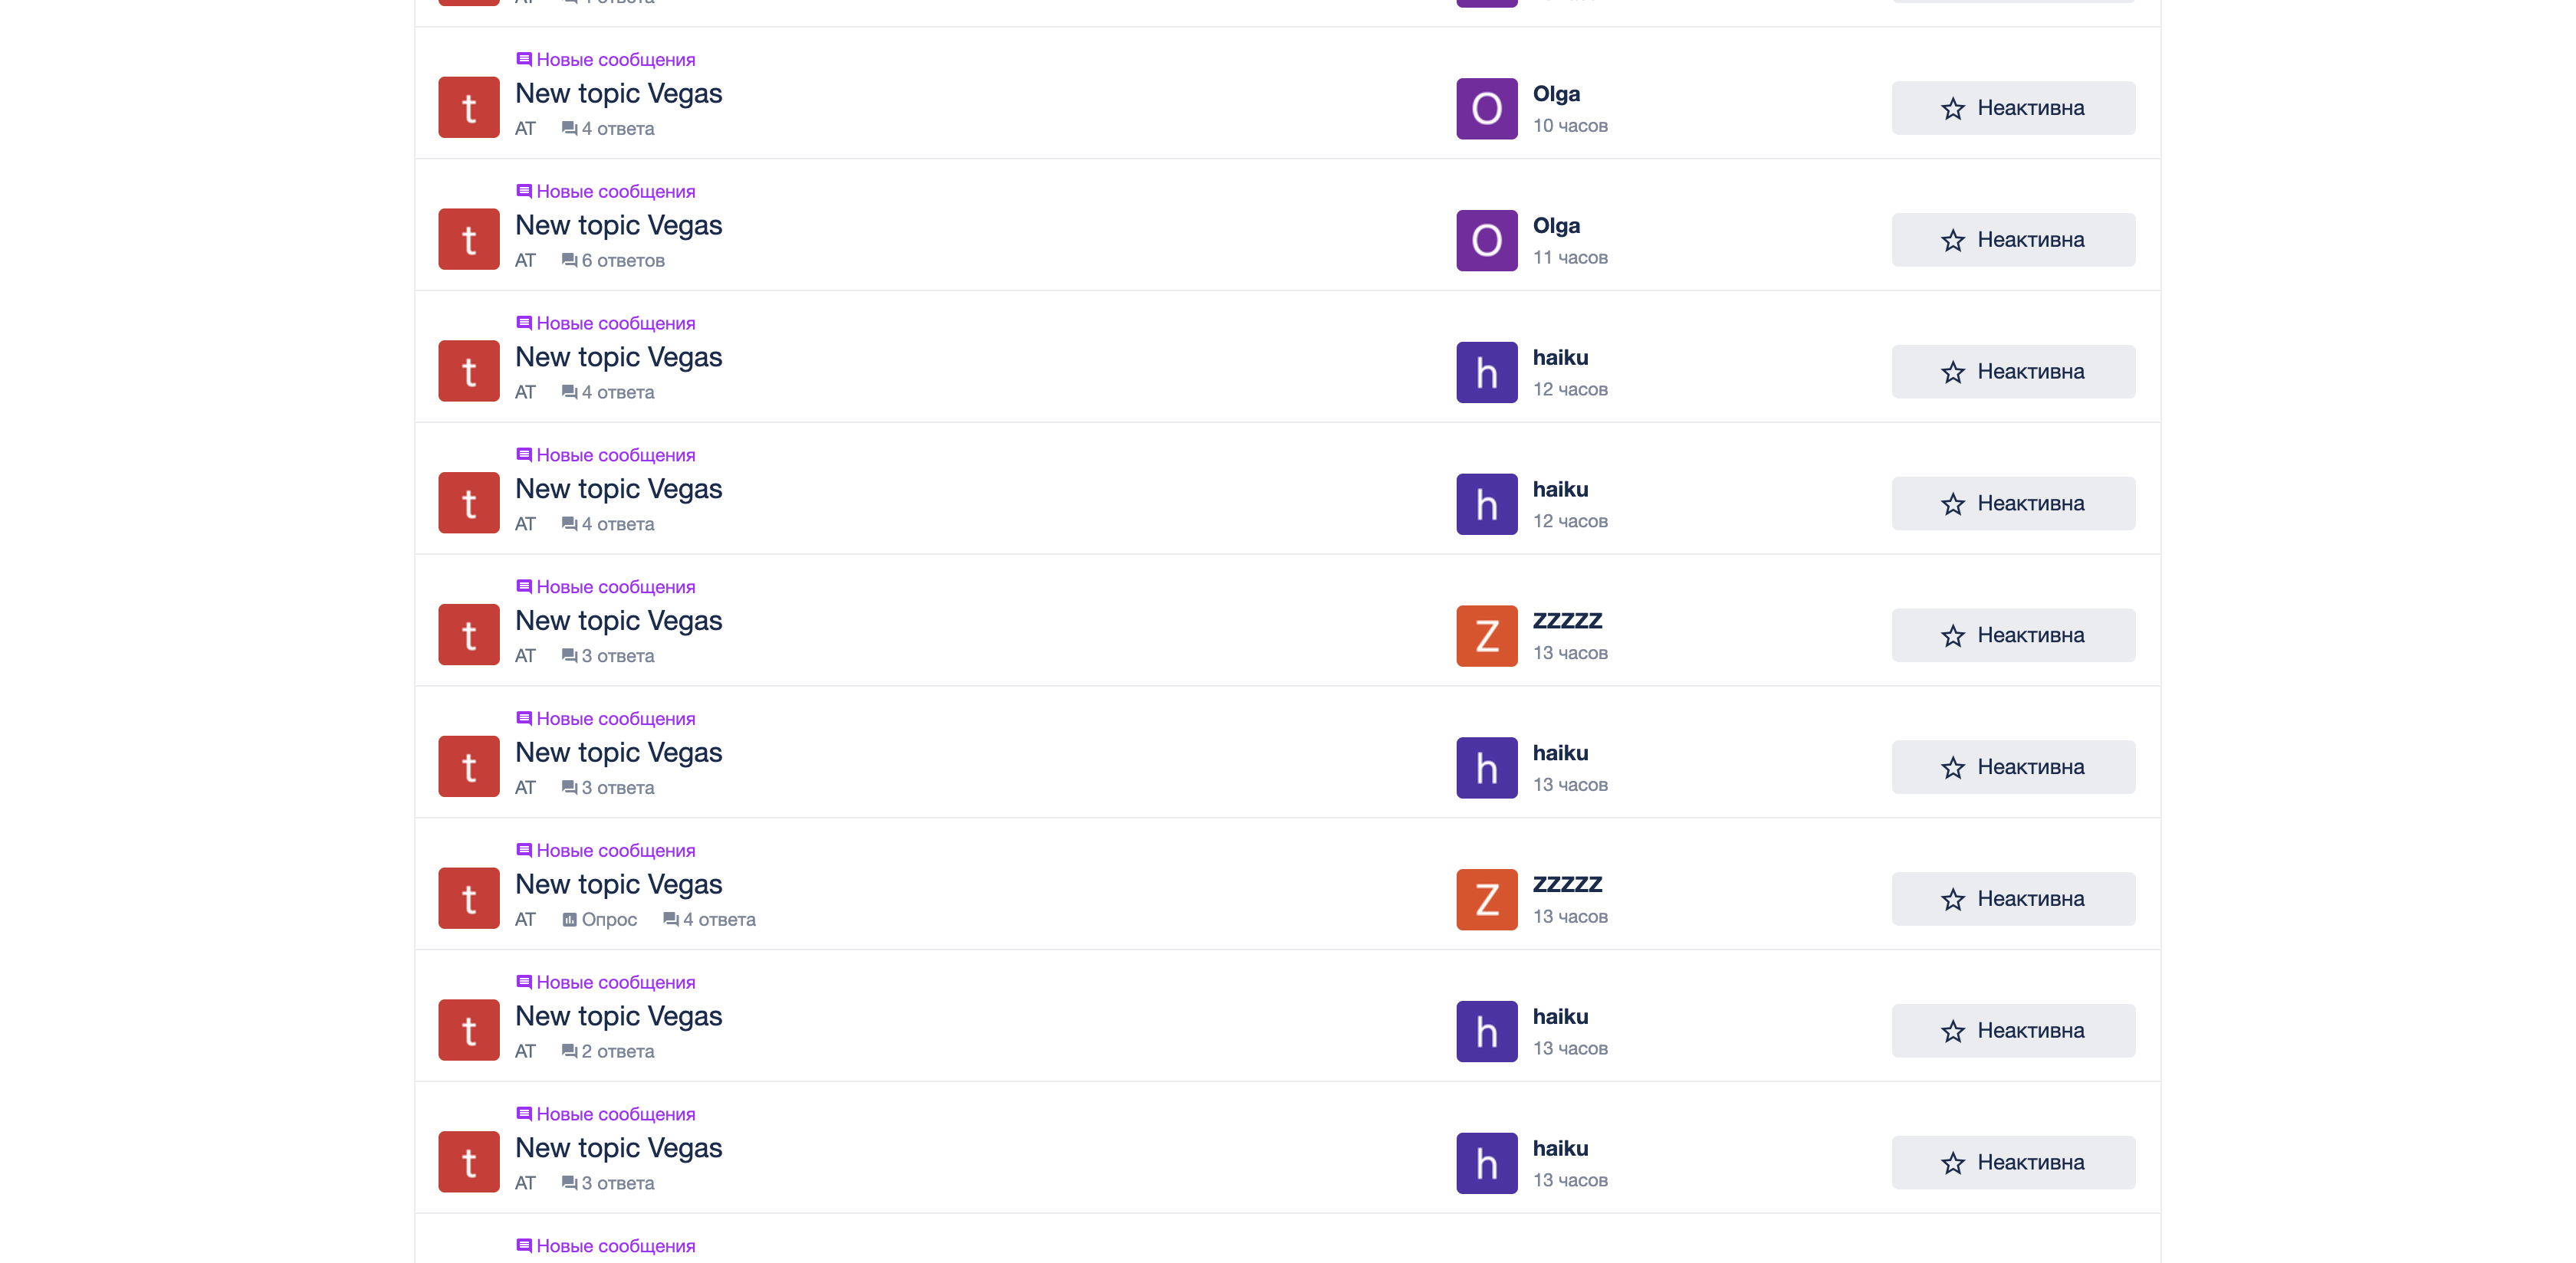 Новые сообщения
New topic Vegas
t
AT 4 ответа
O
Olga
10 часов
Неактивна
Новые сообщения
New topic Vegas
t
AT 6 ответов
O
Olga
11 часов
Неактивна
Новые сообщения
New topic Vegas
t
AT 4 ответа
h
haiku
12 часов
Неактивна
Новые сообщения
New topic Vegas
t
AT 4 ответа
h
haiku
12 часов
Неактивна
Новые сообщения
New topic Vegas
t
AT 3 ответа
Z
zzzzz
13 часов
Неактивна
Новые сообщения
New topic Vegas
t
AT 3 ответа
h
haiku
13 часов
Неактивна
Новые сообщения
New topic Vegas
t
AT Опрос 4 ответа
Z
zzzzz
13 часов
Неактивна
Новые сообщения
New topic Vegas
t
AT 2 ответа
h
haiku
13 часов
Неактивна
Новые сообщения
New topic Vegas
t
AT 3 ответа
h
haiku
13 часов
Неактивна
Новые сообщения